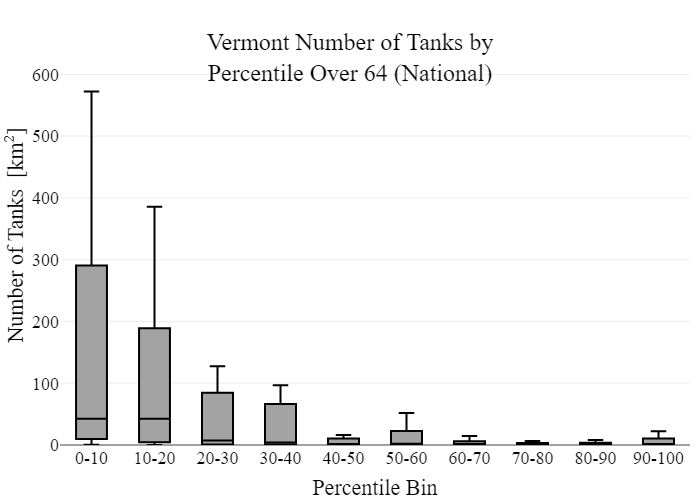 Vermont Number of Tanks by
Percentile Over 64 (National)
Number of Tanks [km²]
600
500
400
300
200
100
0
0-10 10-20 20-30 30-40 40-50 50-60 60-70 70-80 80-90 90-100
Percentile Bin